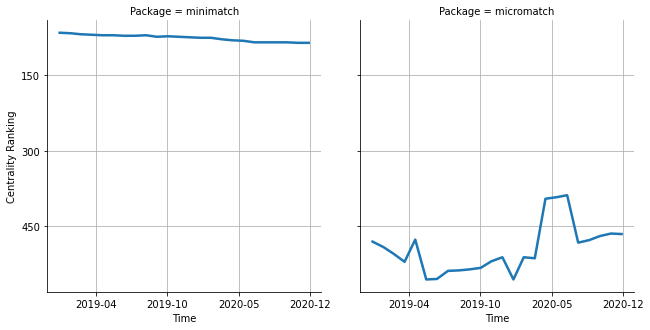 Package = minimatch
Package = micromatch
Centrality Ranking
150
300
450
2019-04
2019-10
2020-05
2020-12
2019-04
2019-10
2020-05
2020-12
Time
Time